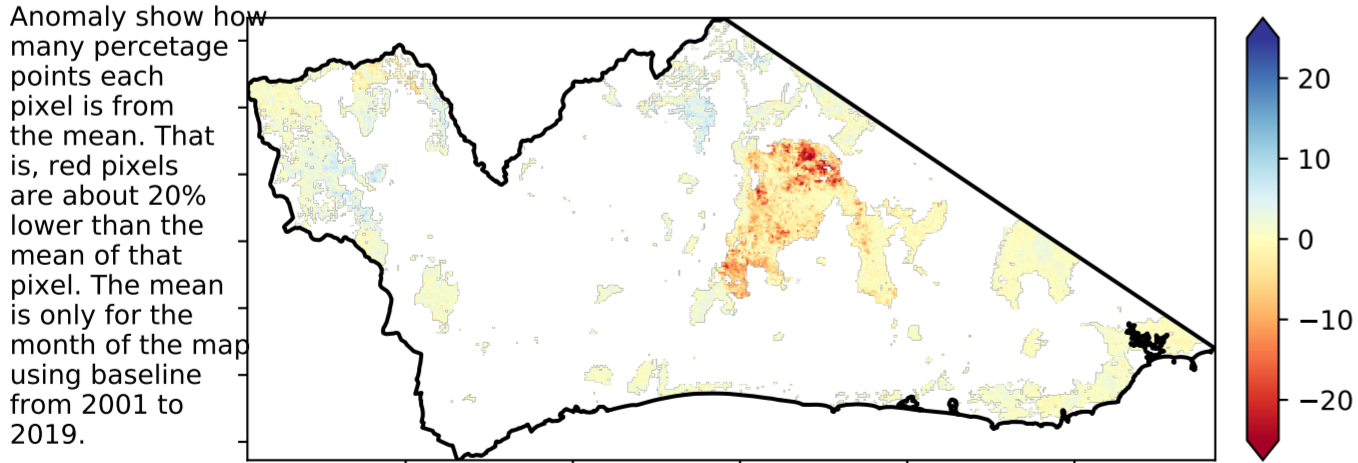 Anomaly show how
many percetage
points each
pixel is from
the mean. That
is, red pixels
are about 20%
lower than the
mean of that
pixel. The mean
is only for the
month of the map
using baseline
from 2001 to
2019.
20
10
0
−10
−20